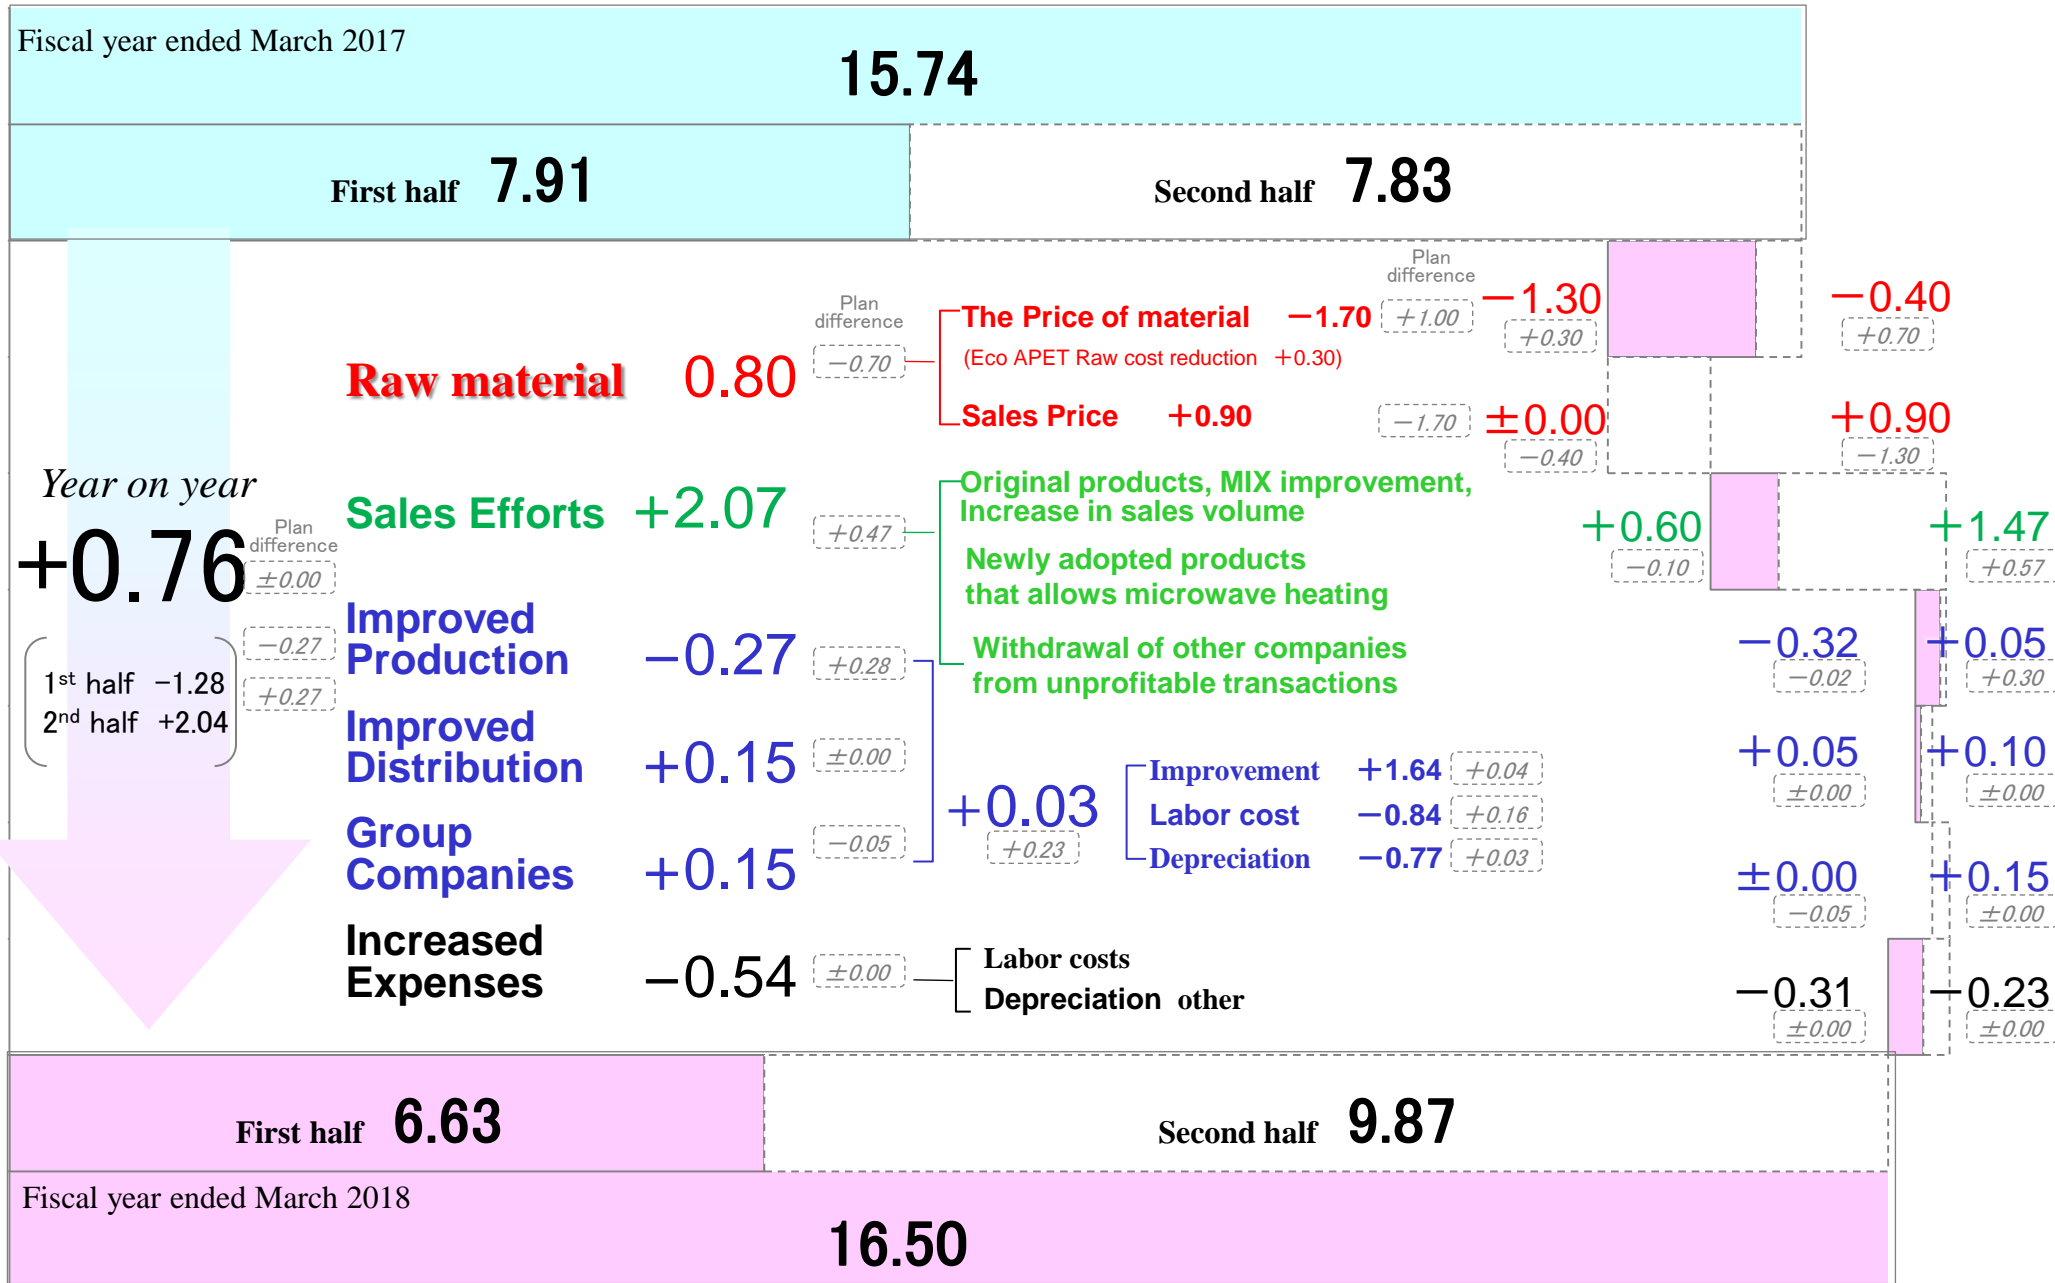 Fiscal year ended March 2017
15.74
First half 7.91
Second half 7.83
Plan
difference
Plan
difference
The Price of material －1.70 +1.00 －1.30 －0.40
+0.30 +0.70
(Eco APET Raw cost reduction +0.30)
Raw material 0.80 －0.70
Sales Price +0.90 －1.70 ±0.00 +0.90
－0.40 －1.30
Year on year
+0.76
Plan
difference
±0.00
1st half －1.28 －0.27
2nd half +2.04 +0.27
Sales Efforts +2.07 +0.47
Original products, MIX improvement,
Increase in sales volume
Newly adopted products
that allows microwave heating
Withdrawal of other companies
from unprofitable transactions
+0.60 +1.47
－0.10 +0.57
Improved
Production －0.27 +0.28
－0.32 +0.05
－0.02 +0.30
Improved
Distribution +0.15 ±0.00
+0.05 +0.10
±0.00 ±0.00
Group
Companies +0.15 －0.05
±0.00 +0.15
－0.05 ±0.00
+0.03
+0.23
Improvement +1.64 +0.04
Labor cost －0.84 +0.16
Depreciation －0.77 +0.03
Increased
Expenses －0.54 ±0.00
Labor costs
Depreciation other
－0.31 －0.23
±0.00 ±0.00
First half 6.63
Second half 9.87
Fiscal year ended March 2018
16.50